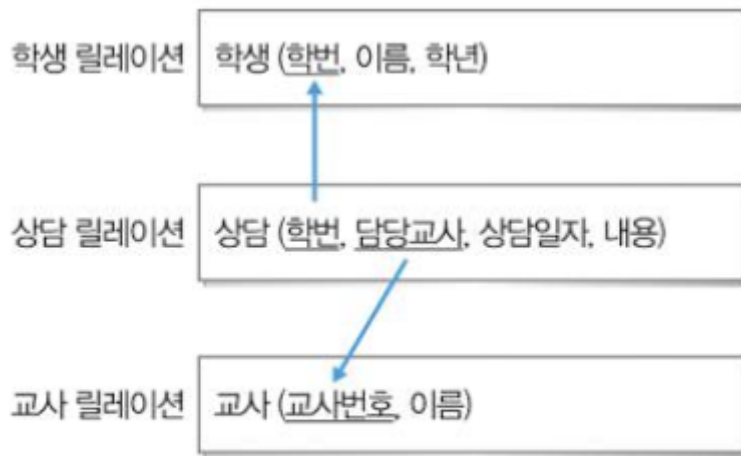 학생 릴레이션 학생 (학번, 이름, 학년)
상담 릴레이션 상담 (학번, 담당교사, 상담일자, 내용)
교사 릴레이션 교사 (교사번호, 이름)